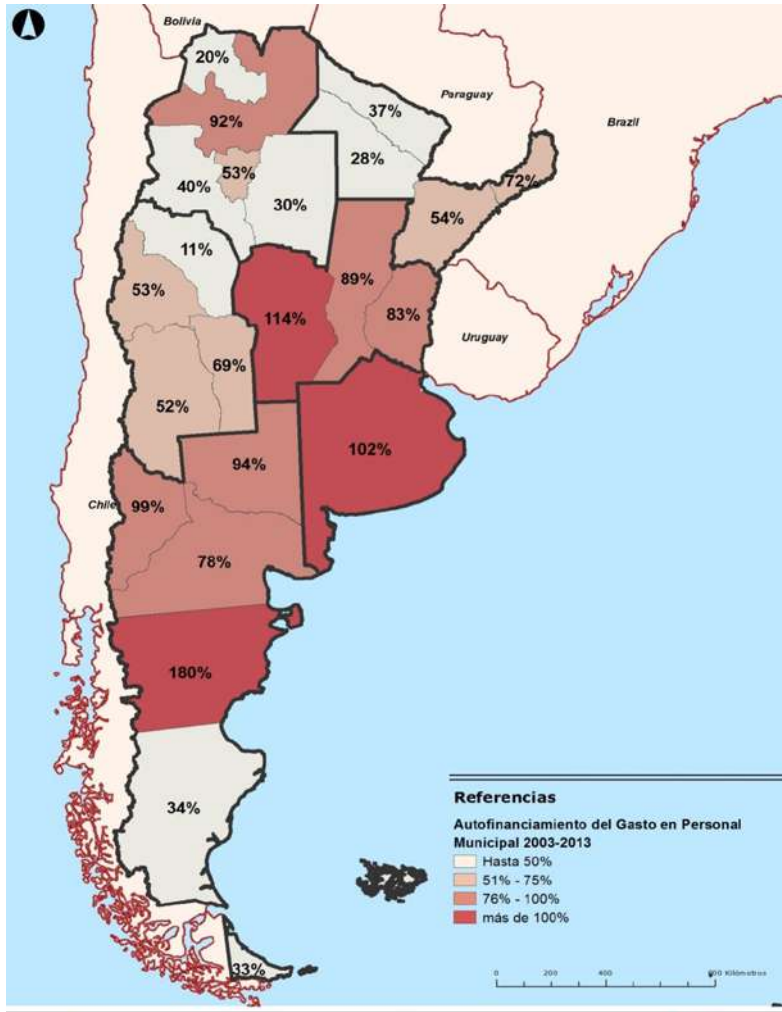 Bolivia
20%
Paraguay
37%
92%
Brazil
28%
53%
72%
40%
30%
54%
11%
89%
53%
83%
114%
Uruguay
69%
52%
102%
94%
Chile
99%
78%
180%
34%
33%
Referencias
Autofinanciamiento del Gasto en Personal
Municipal 2003-2013
Hasta 50%
51% - 75%
76% - 100%
más de 100%
0 200 400 800 Kilómetros